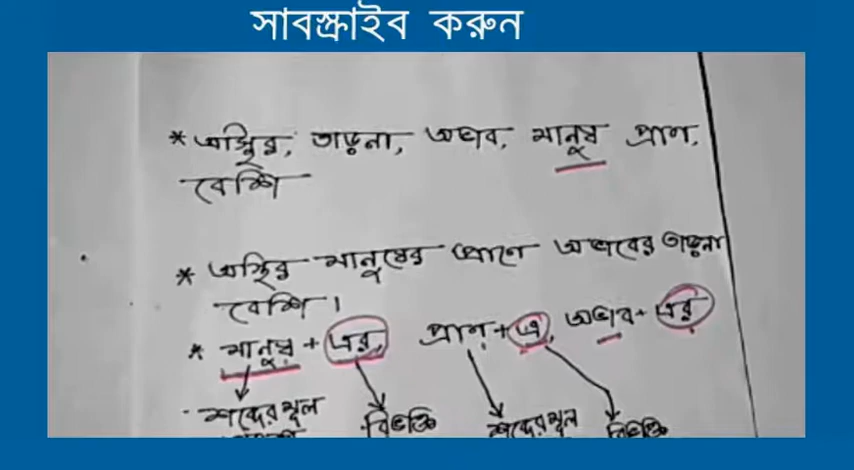 সাবস্ক্রাইব করুন
* অস্থির, তাড়না, অভাব, মানুষ প্রাণ,
বেশি
* অস্থির মানুষের প্রাণে অভাবের তাড়না
বেশি।
* মানুষ + এর, প্রাণ + এ, অভাব + এর
শব্দের মূল বিভক্তি শব্দের মূল বিভক্তি